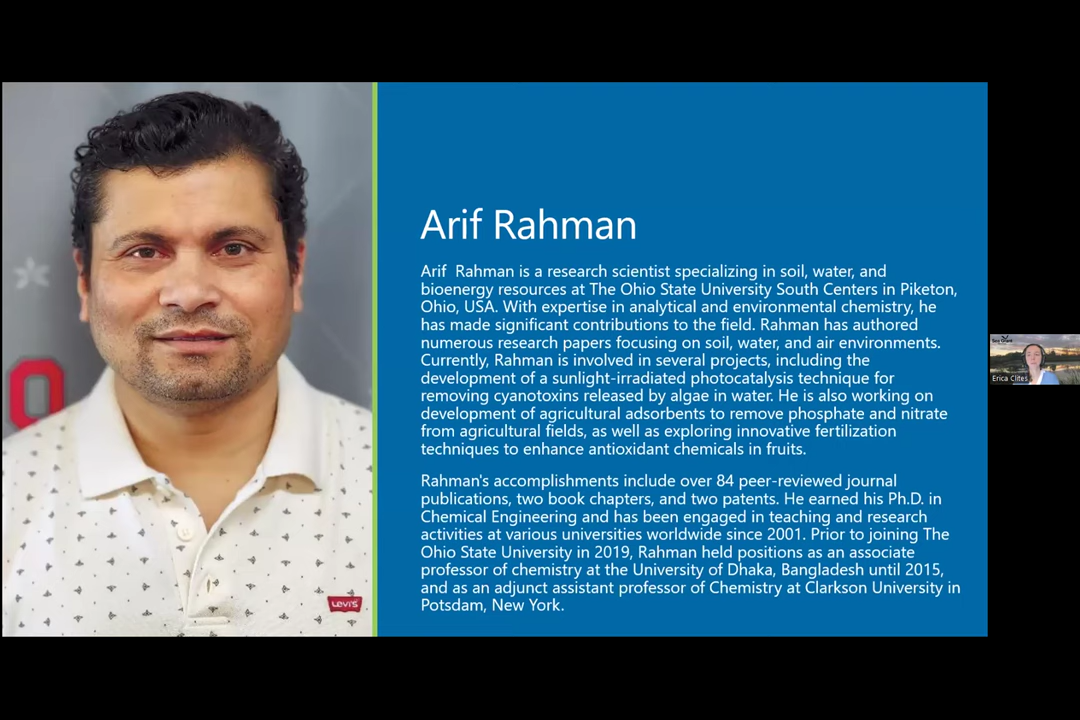 Arif Rahman
Arif  Rahman is a research scientist specializing in soil, water, and
bioenergy resources at The Ohio State University South Centers in Piketon,
Ohio, USA. With expertise in analytical and environmental chemistry, he
has made significant contributions to the field. Rahman has authored
numerous research papers focusing on soil, water, and air environments.
Currently, Rahman is involved in several projects, including the
development of a sunlight-irradiated photocatalysis technique for
removing cyanotoxins released by algae in water. He is also working on
development of agricultural adsorbents to remove phosphate and nitrate
from agricultural fields, as well as exploring innovative fertilization
techniques to enhance antioxidant chemicals in fruits.
Rahman's accomplishments include over 84 peer-reviewed journal
publications, two book chapters, and two patents. He earned his Ph.D. in
Chemical Engineering and has been engaged in teaching and research
activities at various universities worldwide since 2001. Prior to joining The
Ohio State University in 2019, Rahman held positions as an associate
professor of chemistry at the University of Dhaka, Bangladesh until 2015,
and as an adjunct assistant professor of Chemistry at Clarkson University in
Potsdam, New York.
O
LEVI'S
Sea Grant
Erica Clites